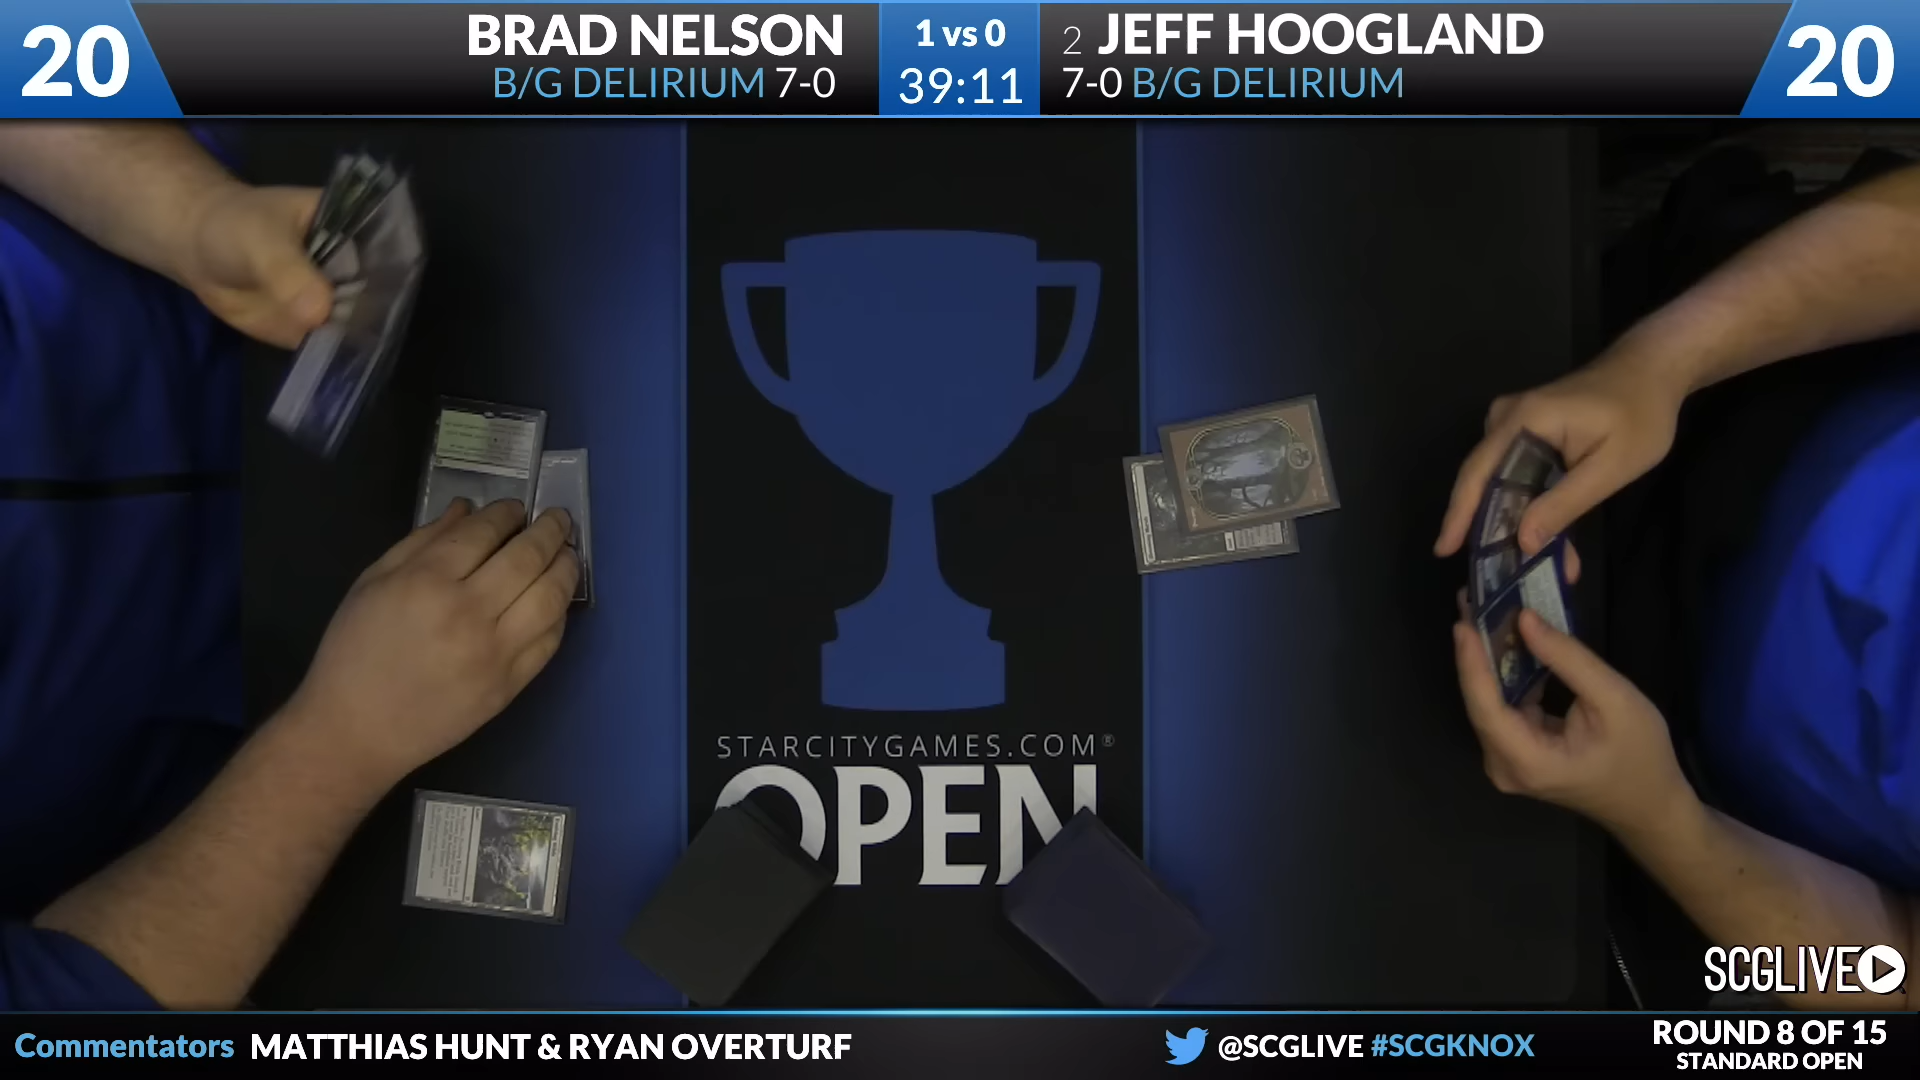 20
BRAD NELSON
B/G DELIRIUM 7-0
1 vs 0
39:11
2 JEFF HOOGLAND
7-0 B/G DELIRIUM
20
STARCITYGAMES.COM®
OPEN
SCGLIVE
Commentators MATTHIAS HUNT & RYAN OVERTURF
@SCGLIVE #SCGKNOX
ROUND 8 OF 15
STANDARD OPEN